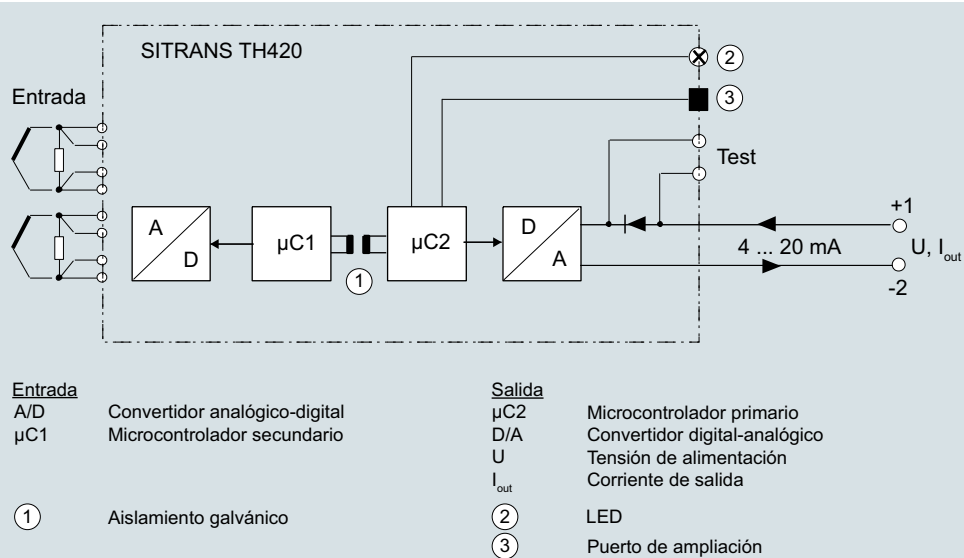 SITRANS TH420
2
Entrada
3
Test
A
D
µC1
µC2
D
A
+1
4 ... 20 mA
U, Iout
1
-2
Entrada
A/D Convertidor analógico-digital
µC1 Microcontrolador secundario
1 Aislamiento galvánico
Salida
µC2 Microcontrolador primario
D/A Convertidor digital-analógico
U Tensión de alimentación
Iout Corriente de salida
2 LED
3 Puerto de ampliación